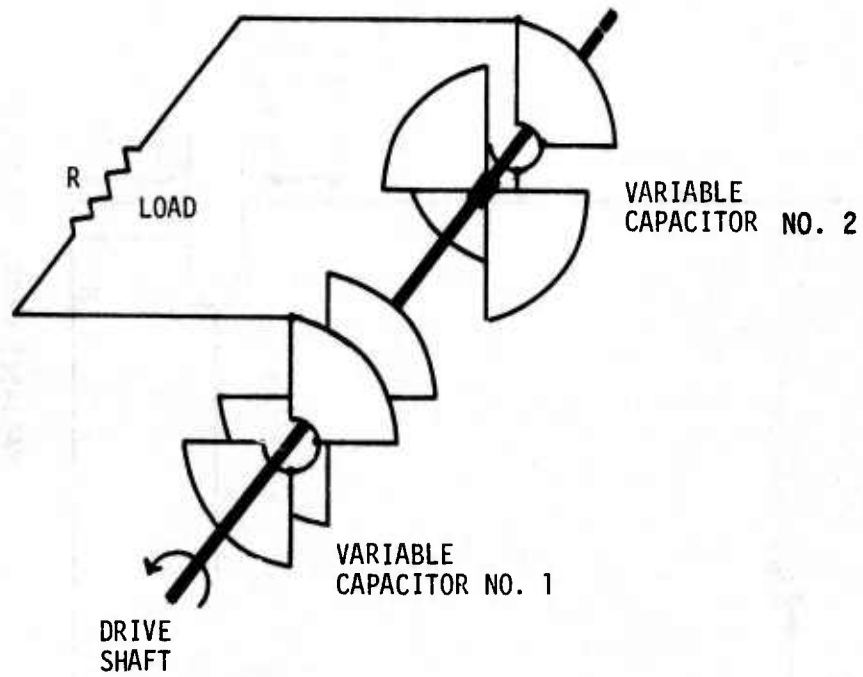 R
LOAD
VARIABLE
CAPACITOR NO. 2
VARIABLE
CAPACITOR NO. 1
DRIVE
SHAFT